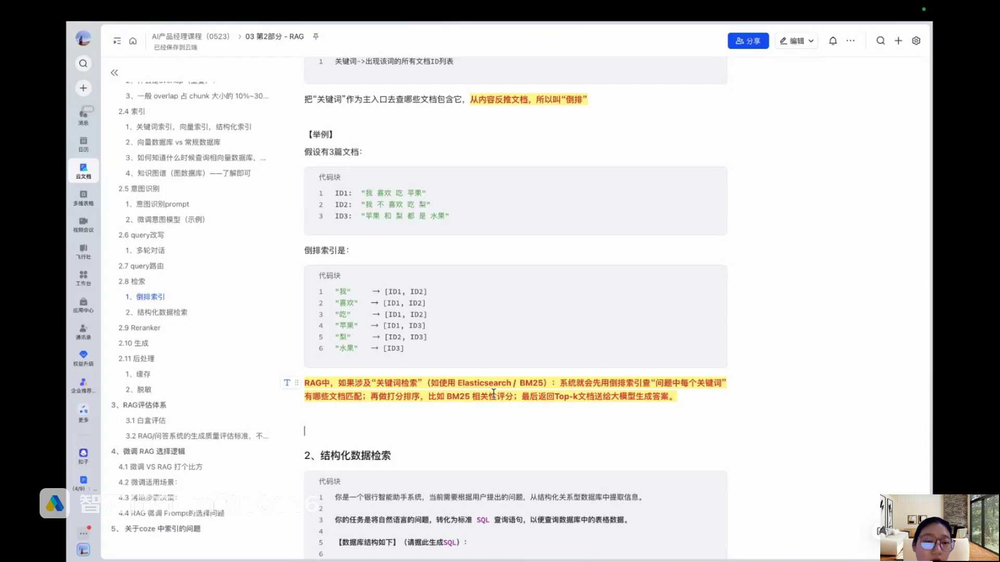 AI产品经理课程（0523） › 03 第2部分 - RAG
已经保存到云端
分享
编辑
消息
日历
云文档
多维表格
视频会议
飞行社
工作台
应用中心
通讯录
权益升级
企业推荐...
更多
扣子
(4/9) : ...
3、一般 overlap 占 chunk 大小的 10%~30...
2.4 索引
1、关键词索引，向量索引，结构化索引
2、向量数据库 vs 常规数据库
3、如何知道什么时候查询相向量数据库，...
4、知识图谱（图数据库）——了解即可
2.5 意图识别
1、意图识别prompt
2、微调意图模型（示例）
2.6 query改写
1、多轮对话
2.7 query路由
2.8 检索
1、倒排索引
2、结构化数据检索
2.9 Reranker
2.10 生成
2.11 后处理
1、缓存
2、脱敏
3、RAG评估体系
3.1 白盒评估
3.2 RAG/问答系统的生成质量评估标准，不...
4、微调 RAG 选择逻辑
4.1 微调 VS RAG 打个比方
4.2 微调适用场景：
4.4 RAG 微调 Prompt的选择问题
5、 关于coze 中索引的问题
1 关键词->出现该词的所有文档ID列表
把“关键词”作为主入口去查哪些文档包含它，从内容反推文档，所以叫“倒排”
【举例】
假设有3篇文档：
代码块
1 ID1: "我 喜欢 吃 苹果"
2 ID2: "我 不 喜欢 吃 梨"
3 ID3: "苹果 和 梨 都 是 水果"
倒排索引是：
代码块
1 "我" → [ID1, ID2]
2 "喜欢" → [ID1, ID2]
3 "吃" → [ID1, ID2]
4 "苹果" → [ID1, ID3]
5 "梨" → [ID2, ID3]
6 "水果" → [ID3]
RAG中，如果涉及“关键词检索”（如使用 Elasticsearch / BM25）：系统就会先用倒排索引查“问题中每个关键词”
有哪些文档匹配；再做打分排序，比如 BM25 相关性评分；最后返回Top-k文档送给大模型生成答案。
2、结构化数据检索
代码块
1 你是一个银行智能助手系统，当前需要根据用户提出的问题，从结构化关系型数据库中提取信息。
2
3 你的任务是将自然语言的问题，转化为标准 SQL 查询语句，以便查询数据库中的表格数据。
4
5 【数据库结构如下】（请据此生成SQL）：
6